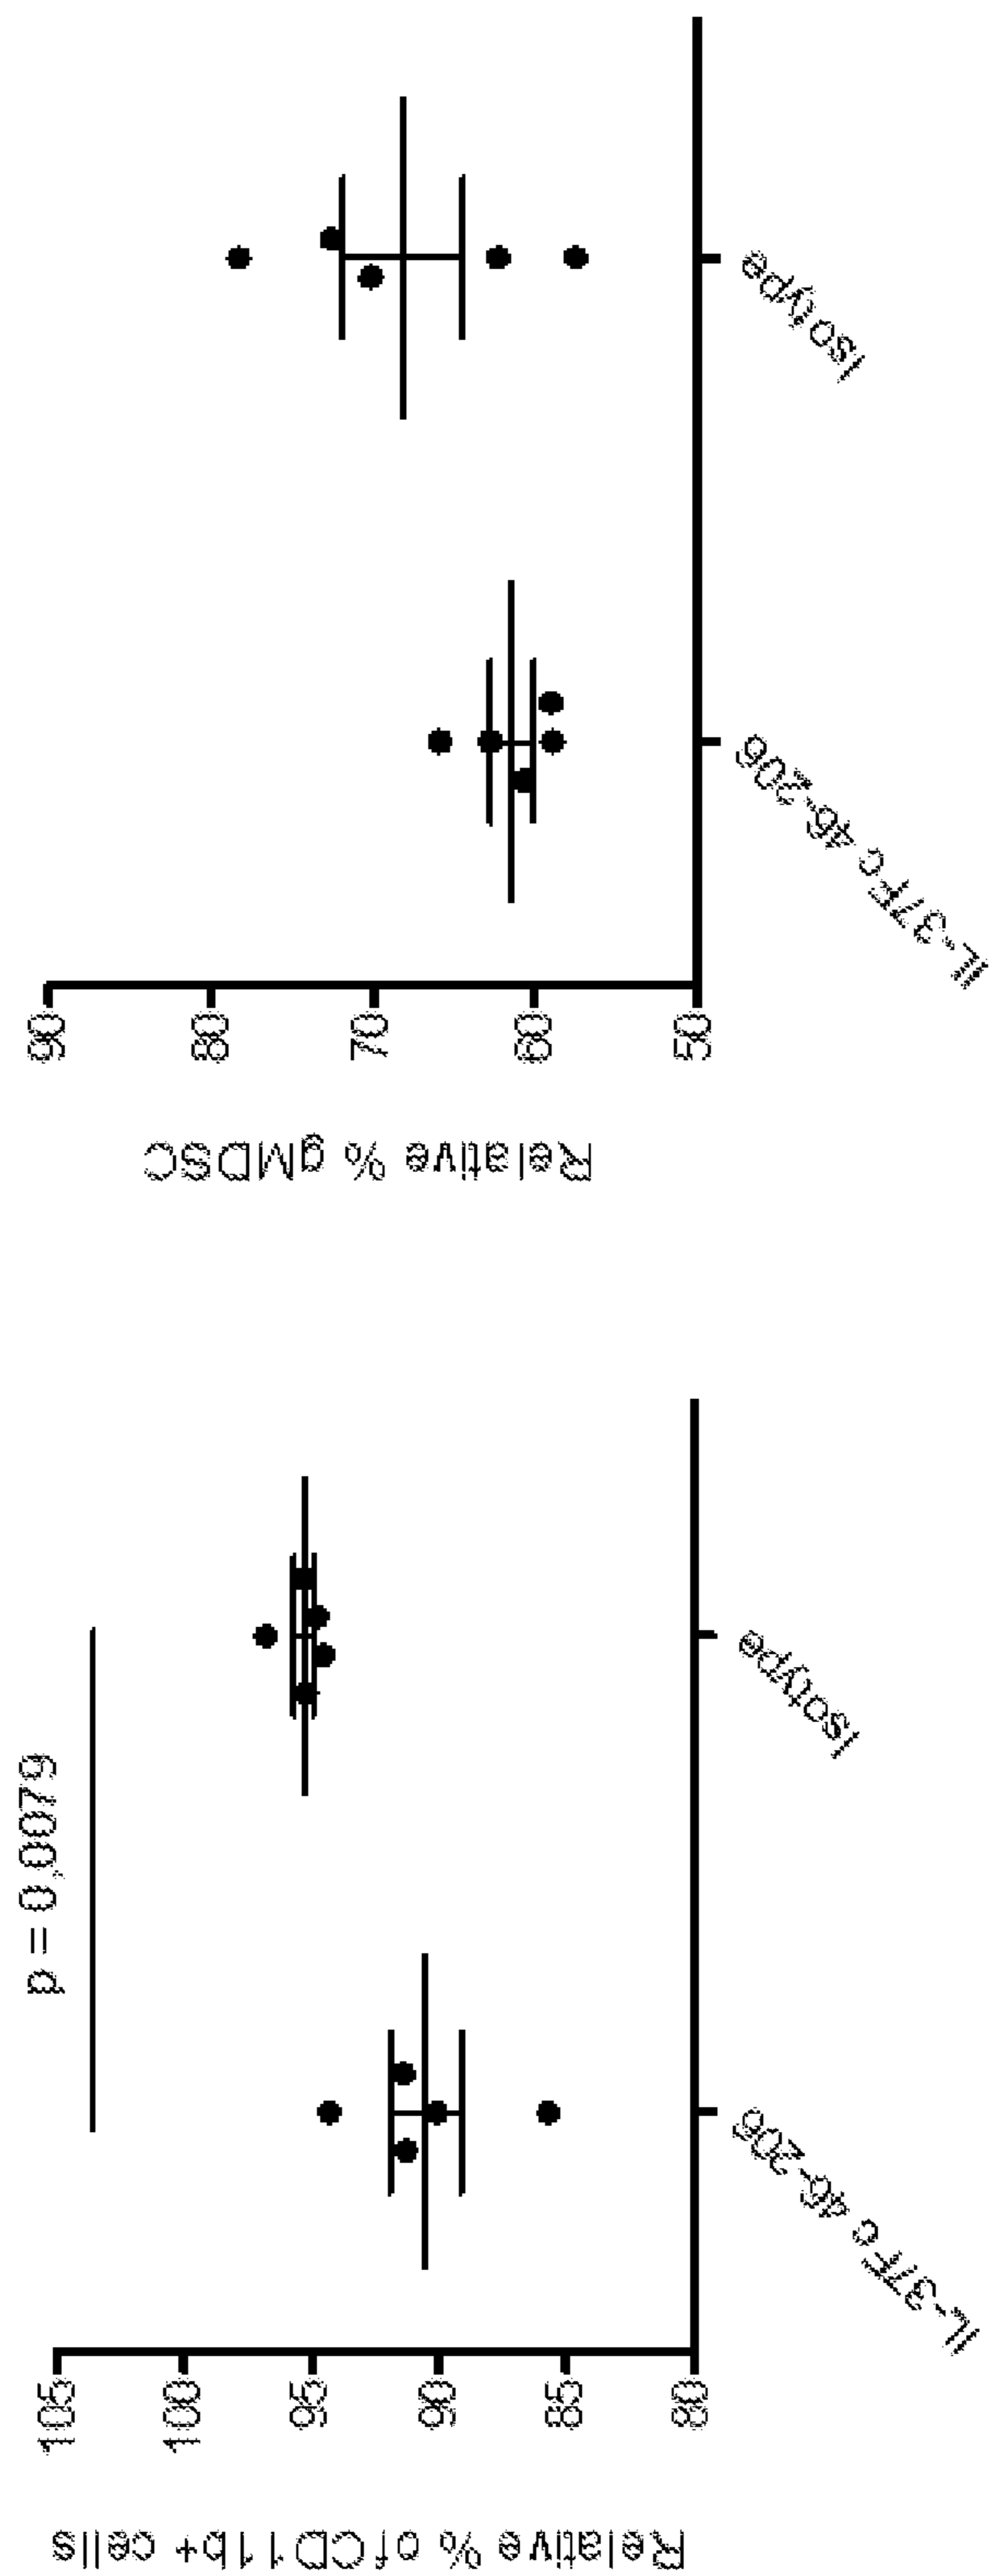 Relative % of CD11b+ cells
105
100
95
90
85
80
p = 0,0079
IL-37Fc 46-206
Isotype
Relative % gMDSC
90
80
70
60
50
IL-37Fc 46-206
Isotype